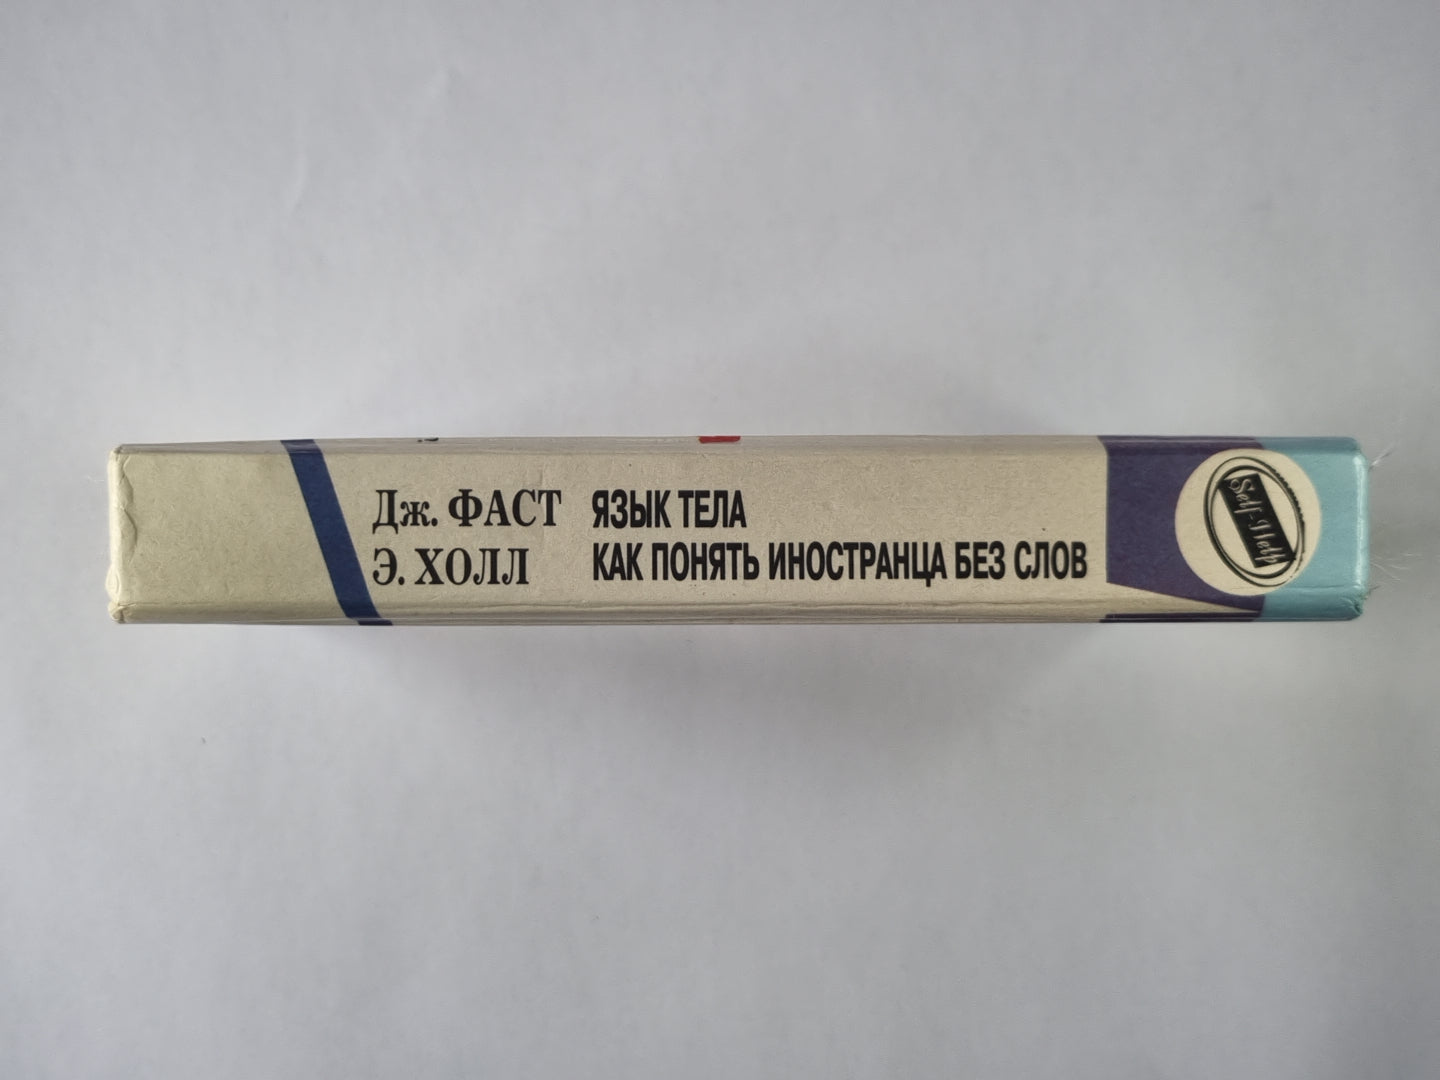 Дж. ФАСТ ЯЗЫК ТЕЛА
Э. ХОЛЛ КАК ПОНЯТЬ ИНОСТРАНЦА БЕЗ СЛОВ
Self-Help